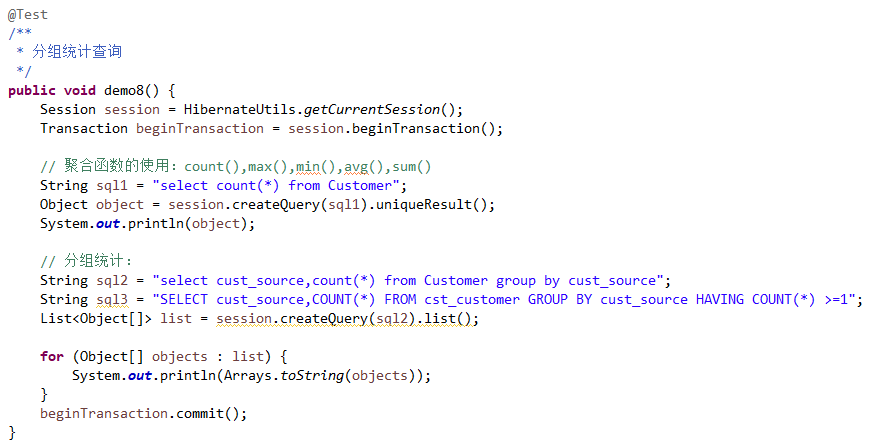 @Test
/**
 * 分组统计查询
 */
public void demo8() {
    Session session = HibernateUtils.getCurrentSession();
    Transaction beginTransaction = session.beginTransaction();

    // 聚合函数的使用：count(),max(),min(),avg(),sum()
    String sql1 = "select count(*) from Customer";
    Object object = session.createQuery(sql1).uniqueResult();
    System.out.println(object);

    // 分组统计：
    String sql2 = "select cust_source,count(*) from Customer group by cust_source";
    String sql3 = "SELECT cust_source,COUNT(*) FROM cst_customer GROUP BY cust_source HAVING COUNT(*) >=1";
    List<Object[]> list = session.createQuery(sql2).list();

    for (Object[] objects : list) {
        System.out.println(Arrays.toString(objects));
    }
    beginTransaction.commit();
}